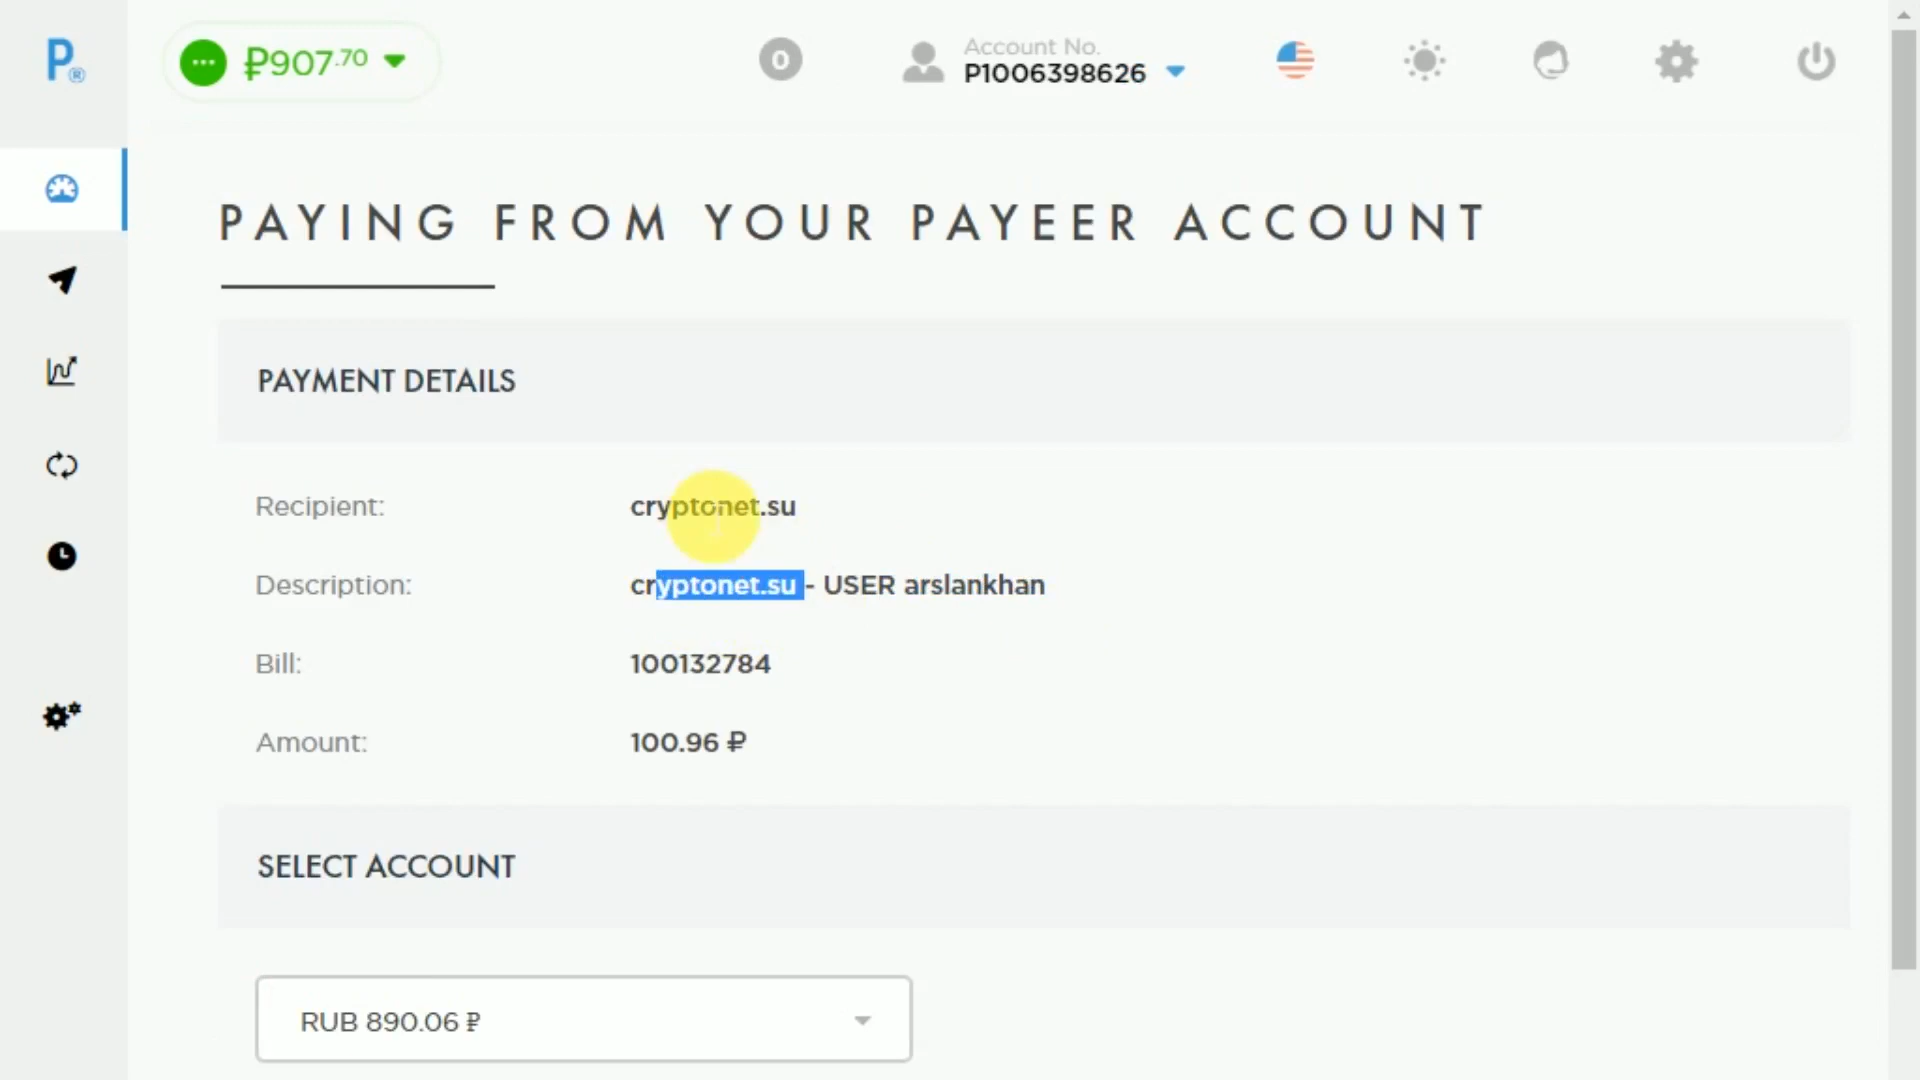 P®
₽907.70
0
Account No.
P1006398626
PAYING FROM YOUR PAYEER ACCOUNT
PAYMENT DETAILS
Recipient: cryptonet.su
Description: cryptonet.su - USER arslankhan
Bill: 100132784
Amount: 100.96 ₽
SELECT ACCOUNT
RUB 890.06 ₽